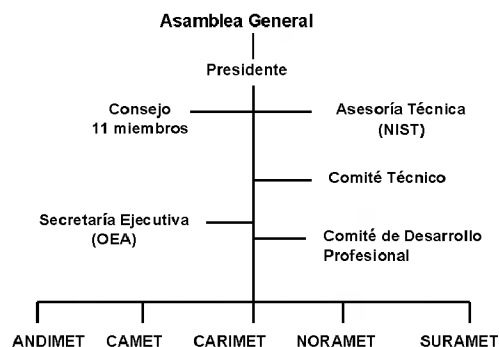 Asamblea General
Presidente
Consejo
11 miembros
Asesoría Técnica
(NIST)
Comité Técnico
Secretaría Ejecutiva
(OEA)
Comité de Desarrollo
Profesional
ANDIMET CAMET CARIMET NORAMET SURAMET